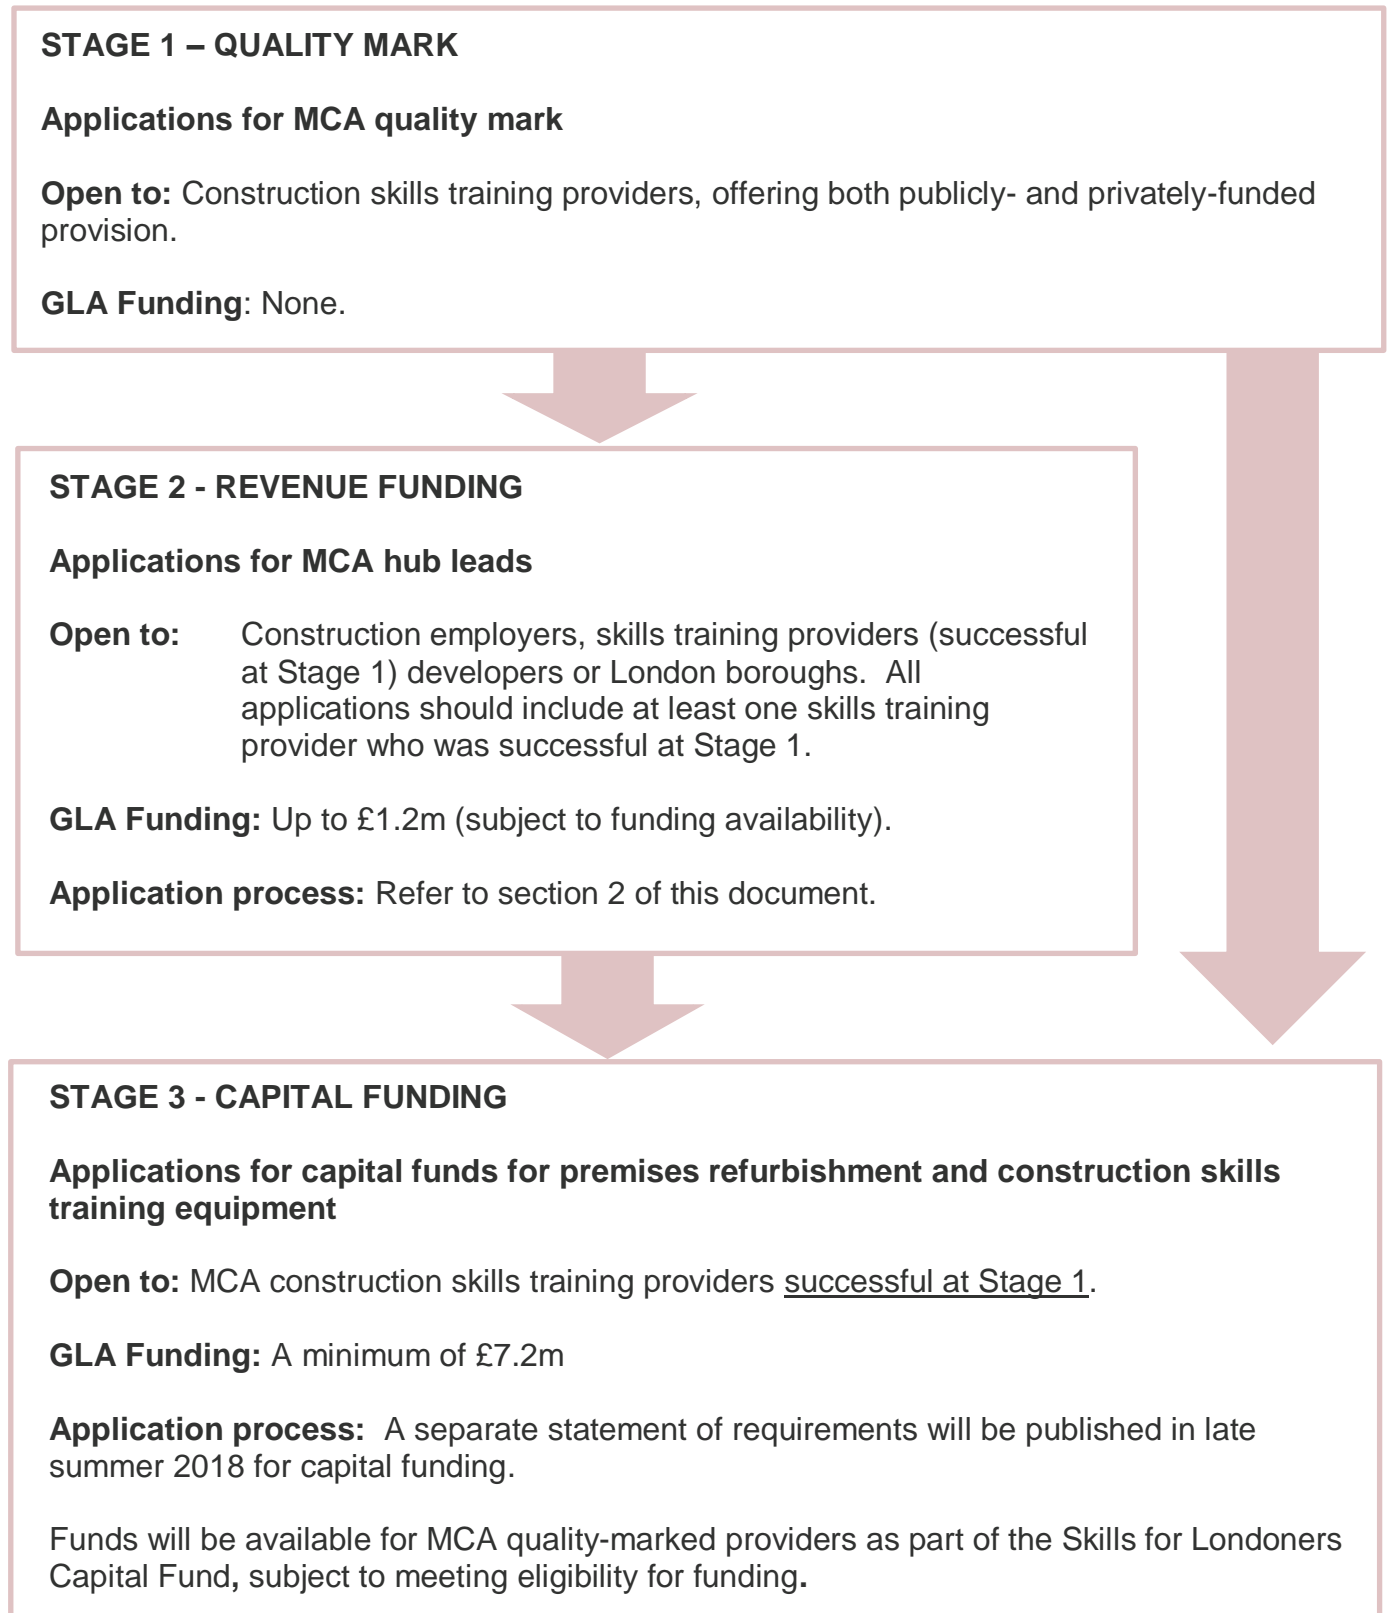 STAGE 1 – QUALITY MARK
Applications for MCA quality mark
Open to: Construction skills training providers, offering both publicly- and privately-funded
provision.
GLA Funding: None.
STAGE 2 - REVENUE FUNDING
Applications for MCA hub leads
Open to: Construction employers, skills training providers (successful
at Stage 1) developers or London boroughs.  All
applications should include at least one skills training
provider who was successful at Stage 1.
GLA Funding: Up to £1.2m (subject to funding availability).
Application process: Refer to section 2 of this document.
STAGE 3 - CAPITAL FUNDING
Applications for capital funds for premises refurbishment and construction skills
training equipment
Open to: MCA construction skills training providers successful at Stage 1.
GLA Funding: A minimum of £7.2m
Application process:  A separate statement of requirements will be published in late
summer 2018 for capital funding.
Funds will be available for MCA quality-marked providers as part of the Skills for Londoners
Capital Fund, subject to meeting eligibility for funding.